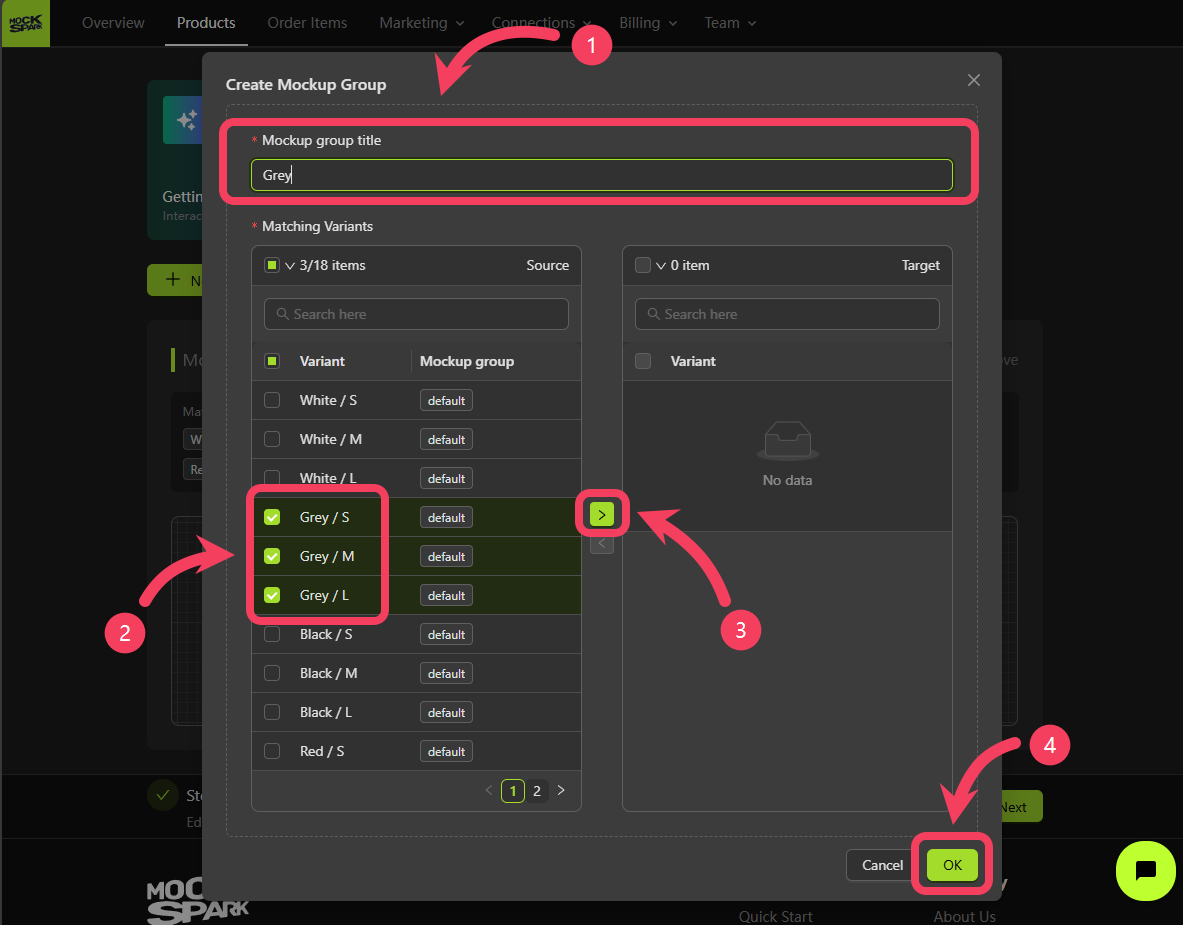 MOCK
SPARK
Overview
Products
Order Items
Marketing
Connections
Billing
Team
1
Create Mockup Group
* Mockup group title
Grey
Gettin
Interac
* Matching Variants
3/18 items
Source
0 item
Target
Search here
Search here
N
Variant
Mockup group
Variant
Mo
ve
White / S
default
Ma
White / M
default
W
White / L
default
Re
No data
Grey / S
default
>
Grey / M
default
<
Grey / L
default
2
3
Black / S
default
Black / M
default
Black / L
default
Red / S
default
< 1 2 >
4
Ste
Ed
Next
Cancel
OK
MOCK
SPARK
y
Quick Start
About Us